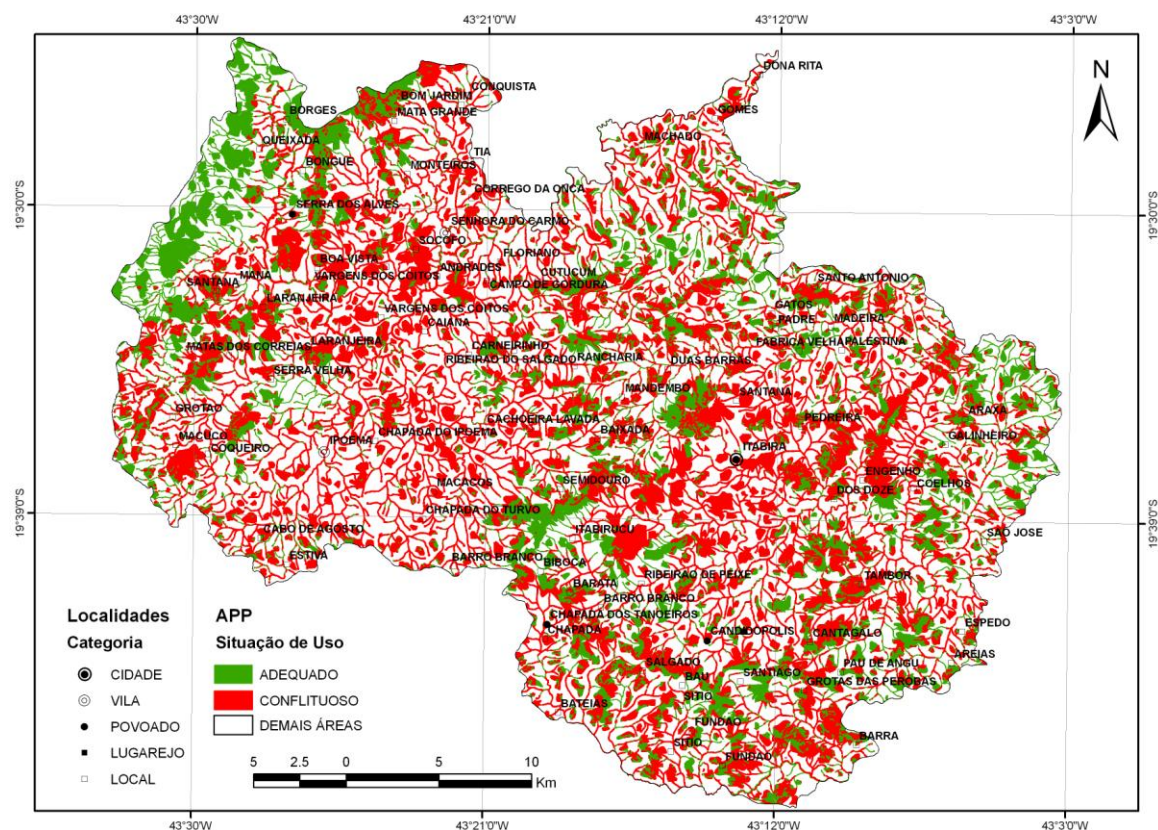 43°30'W 43°21'W 43°12'W 43°3'W
DONA RITA
N
CONQUISTA
BOM JARDIM
BORGES
MATA GRANDE
GOMES
QUEIXADA
MACHADO
TIA
BONGUE
MONTEIROS
CORREGO DA ONCA
19°30'0"S
SERRA DOS ALVES
19°30'0"S
SENHORA DO CARMO
SOCOFO
FLORIANO
BOA VISTA
ANDRADES
CUTUCUM
SANTANA
MANA
VARGENS DOS COITOS
CAMPO DE GORDURA
SANTO ANTONIO
LARANJEIRA
GATOS
VARGENS DOS COITOS
CAIANA
PADRE
MADEIRA
MATAS DOS CORREIAS
LARANJEIRA
CARNEIRINHO
FABRICA VELHA
PALESTINA
RIBEIRAO DO SALGADO
RANCHARIA
DUAS BARRAS
SERRA VELHA
MANDEMBO
SANTANA
GROTAO
ARAXA
CACHOEIRA LAVADA
PEDREIRA
MACUCO
CHAPADA DO IPOEMA
BAIXADA
GALINHEIRO
COQUEIRO
IPOEMA
ITABIRA
ENGENHO
MACACOS
SEMIDOURO
DOS DOZE
COELHOS
19°39'0"S
CHAPADA DO TURVO
19°39'0"S
CABO DE AGOSTO
ITABIRUCU
SAO JOSE
ESTIVA
BARRO BRANCO
BIBOCA
RIBEIRAO DE PEIXE
TAMBOR
BARATA
BARRO BRANCO
CHAPADA DOS TANOEIROS
ESPEDO
CHAPADA
CANDIDOPOLIS
CANTAGALO
AREIAS
SALGADO
PAU DE ANGU
BAU
SANTIAGO
GROTAS DAS PEROBAS
SITIO
BATEIAS
FUNDAO
BARRA
SITIO
FUNDAO
Localidades
Categoria
CIDADE
VILA
POVOADO
LUGAREJO
LOCAL
APP
Situação de Uso
ADEQUADO
CONFLITUOSO
DEMAIS ÁREAS
5 2.5 0 5 10
Km
43°30'W 43°21'W 43°12'W 43°3'W